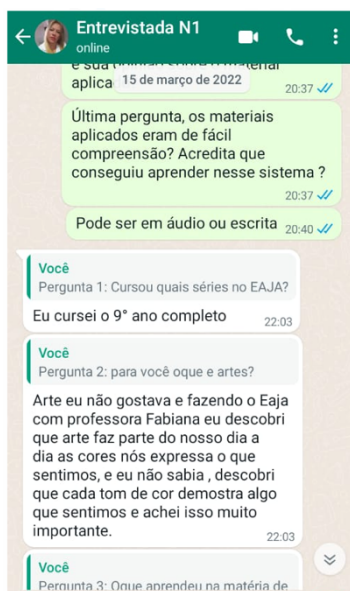 Entrevistada N1
online
e sua opinião sobre o material
aplica
15 de março de 2022
20:37
Última pergunta, os materiais
aplicados eram de fácil
compreensão? Acredita que
conseguiu aprender nesse sistema ?
20:37
Pode ser em áudio ou escrita
20:40
Você
Pergunta 1: Cursou quais séries no EAJA?
Eu cursei o 9° ano completo
22:03
Você
Pergunta 2: para você oque e artes?
Arte eu não gostava e fazendo o Eaja
com professora Fabiana eu descobri
que arte faz parte do nosso dia a
dia as cores nós expressa o que
sentimos, e eu não sabia , descobri
que cada tom de cor demostra algo
que sentimos e achei isso muito
importante.
22:03
Você
Pergunta 3: Oque aprendeu na matéria de